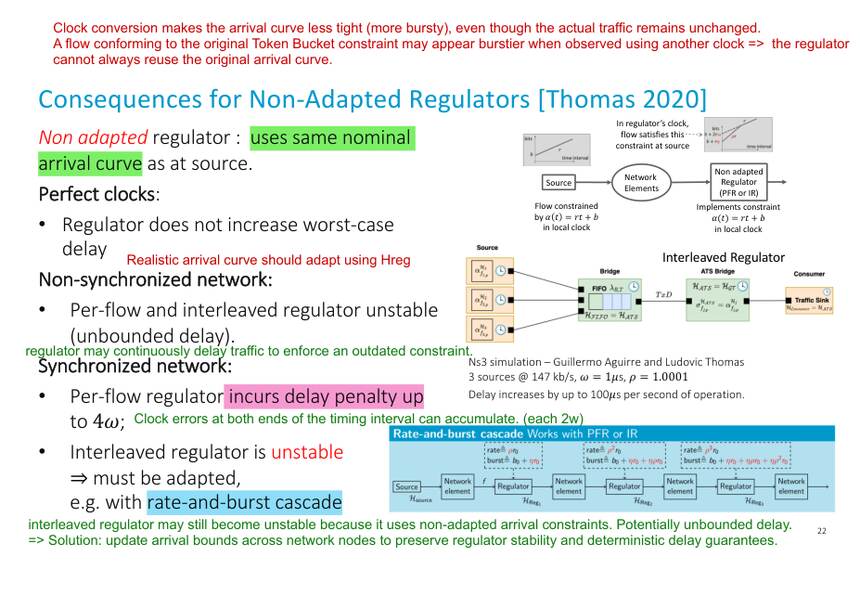 Clock conversion makes the arrival curve less tight (more bursty), even though the actual traffic remains unchanged.
A flow conforming to the original Token Bucket constraint may appear burstier when observed using another clock => the regulator
cannot always reuse the original arrival curve.
Consequences for Non-Adapted Regulators [Thomas 2020]
Non adapted regulator : uses same nominal
arrival curve as at source.
Perfect clocks:
• Regulator does not increase worst-case
delay
Realistic arrival curve should adapt using Hreg
Non-synchronized network:
• Per-flow and interleaved regulator unstable
(unbounded delay).
regulator may continuously delay traffic to enforce an outdated constraint.
Synchronized network:
• Per-flow regulator incurs delay penalty up
to 4ω;
Clock errors at both ends of the timing interval can accumulate. (each 2w)
• Interleaved regulator is unstable
⇒ must be adapted,
e.g. with rate-and-burst cascade
In regulator's clock,
flow satisfies this
constraint at source
bits
time interval
bits
time interval
Source
Network
Elements
Non adapted
Regulator
(PFR or IR)
Flow constrained
by α(t) = rt + b
in local clock
Implements constraint
α(t) = rt + b
in local clock
Interleaved Regulator
Source
Bridge
ATS Bridge
Consumer
FIFO
TxD
Traffic Sink
Ns3 simulation – Guillermo Aguirre and Ludovic Thomas
3 sources @ 147 kb/s, ω = 1μs, ρ = 1.0001
Delay increases by up to 100μs per second of operation.
Rate-and-burst cascade Works with PFR or IR
Source
Network
element
f
Regulator
Network
element
Regulator
Network
element
Regulator
Network
element
interleaved regulator may still become unstable because it uses non-adapted arrival constraints. Potentially unbounded delay.
=> Solution: update arrival bounds across network nodes to preserve regulator stability and deterministic delay guarantees.
22